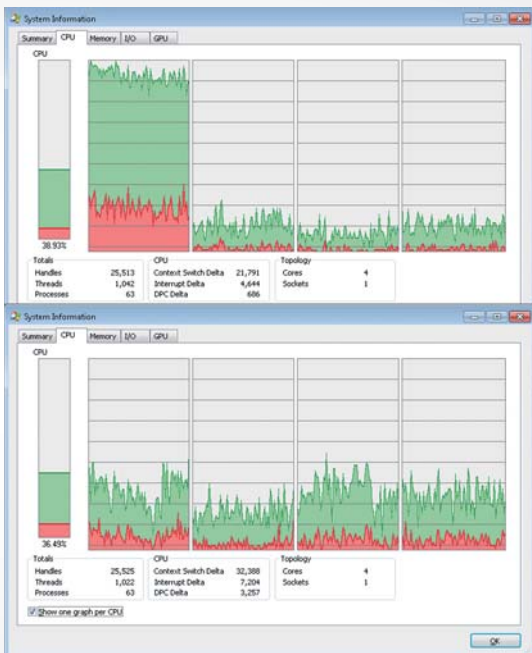 System Information
Summary CPU Memory I/O GPU
CPU
38.93%
Totals CPU Topology
Handles 25,513 Context Switch Delta 21,791 Cores 4
Threads 1,042 Interrupt Delta 4,644 Sockets 1
Processes 63 DPC Delta 686
System Information
Summary CPU Memory I/O GPU
CPU
36.49%
Totals CPU Topology
Handles 25,525 Context Switch Delta 32,388 Cores 4
Threads 1,022 Interrupt Delta 7,204 Sockets 1
Processes 63 DPC Delta 3,257
Show one graph per CPU
OK